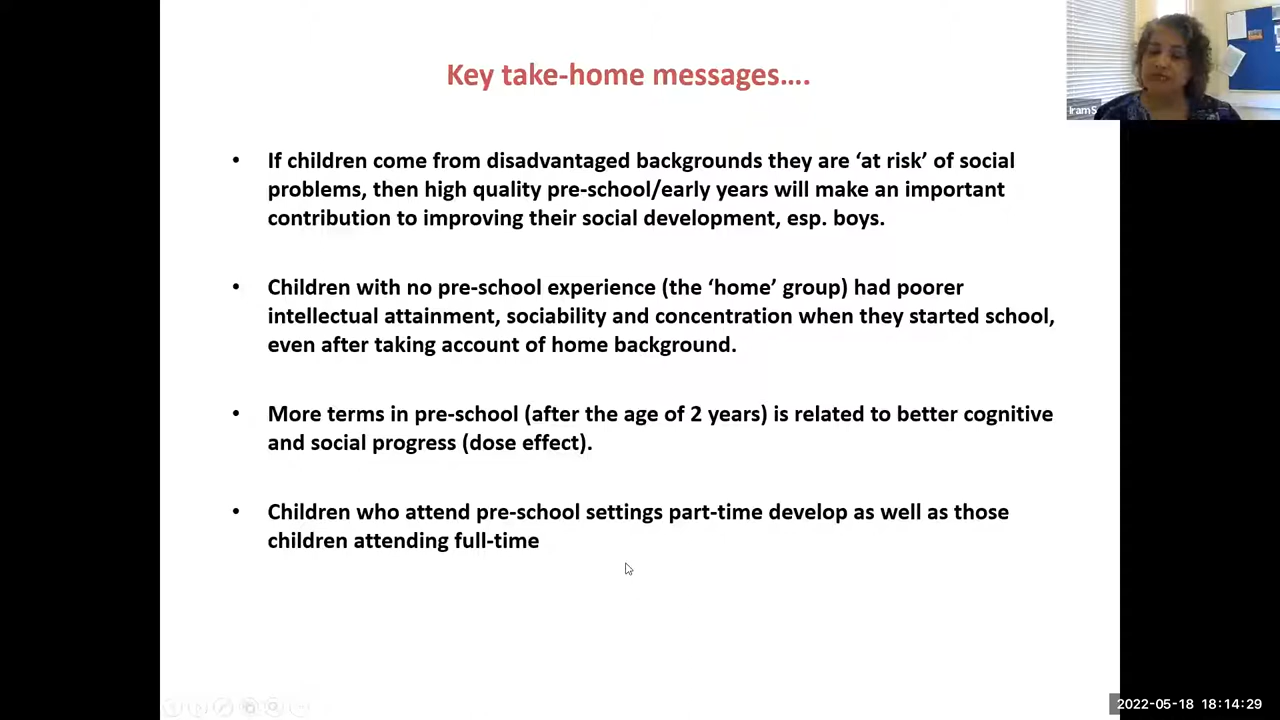 Key take-home messages….
Iram S
• If children come from disadvantaged backgrounds they are ‘at risk’ of social
problems, then high quality pre-school/early years will make an important
contribution to improving their social development, esp. boys.
• Children with no pre-school experience (the ‘home’ group) had poorer
intellectual attainment, sociability and concentration when they started school,
even after taking account of home background.
• More terms in pre-school (after the age of 2 years) is related to better cognitive
and social progress (dose effect).
• Children who attend pre-school settings part-time develop as well as those
children attending full-time
2022-05-18 18:14:29